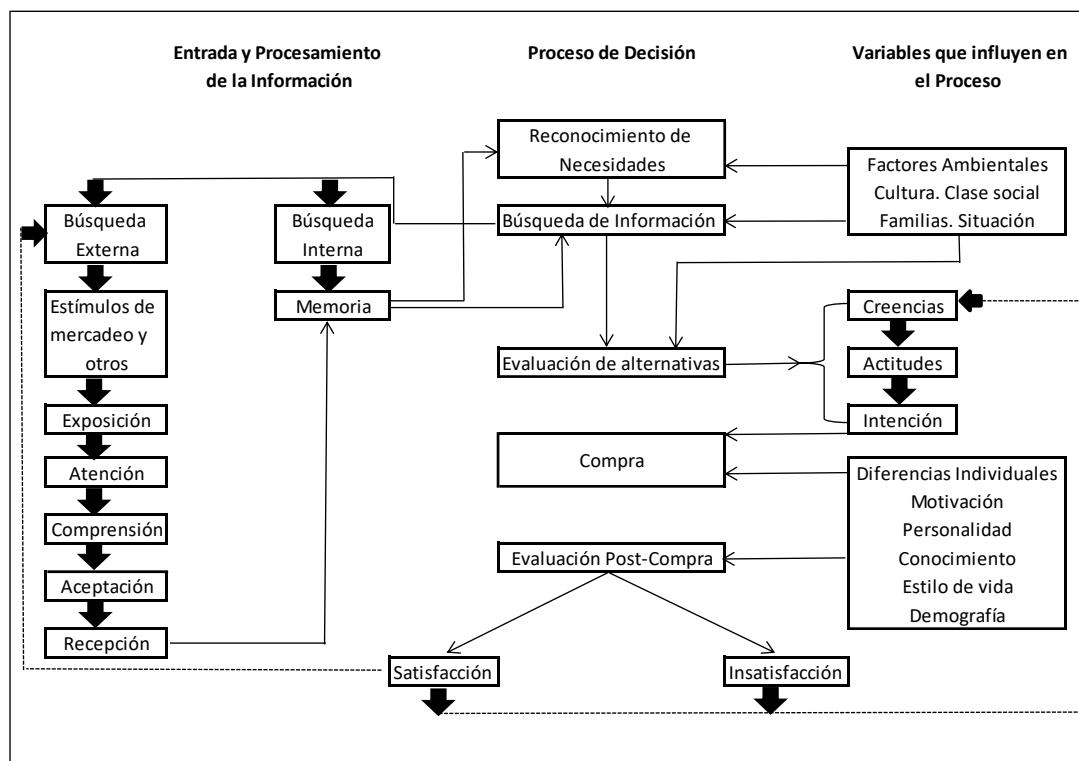 Entrada y Procesamiento
de la Información
Proceso de Decisión
Variables que influyen en
el Proceso
Reconocimiento de
Necesidades
Factores Ambientales
Cultura. Clase social
Familias. Situación
Búsqueda
Externa
Búsqueda
Interna
Búsqueda de Información
Estímulos de
mercadeo y
otros
Memoria
Creencias
Evaluación de alternativas
Actitudes
Exposición
Intención
Compra
Atención
Diferencias Individuales
Motivación
Personalidad
Conocimiento
Estilo de vida
Demografía
Comprensión
Evaluación Post-Compra
Aceptación
Recepción
Satisfacción
Insatisfacción